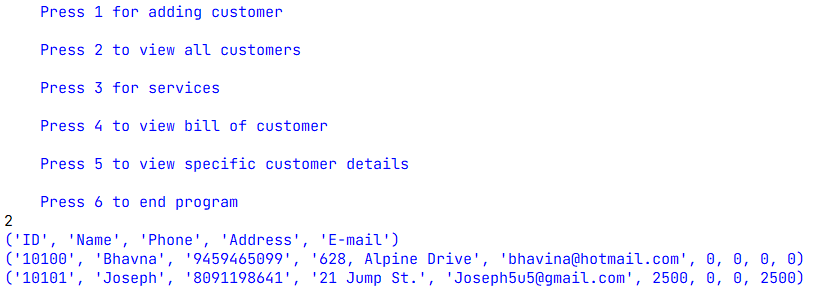 Press 1 for adding customer
Press 2 to view all customers
Press 3 for services
Press 4 to view bill of customer
Press 5 to view specific customer details
Press 6 to end program
2
('ID', 'Name', 'Phone', 'Address', 'E-mail')
('10100', 'Bhavna', '9459465099', '628, Alpine Drive', 'bhavina@hotmail.com', 0, 0, 0, 0)
('10101', 'Joseph', '8091198641', '21 Jump St.', 'Joseph5u5@gmail.com', 2500, 0, 0, 2500)